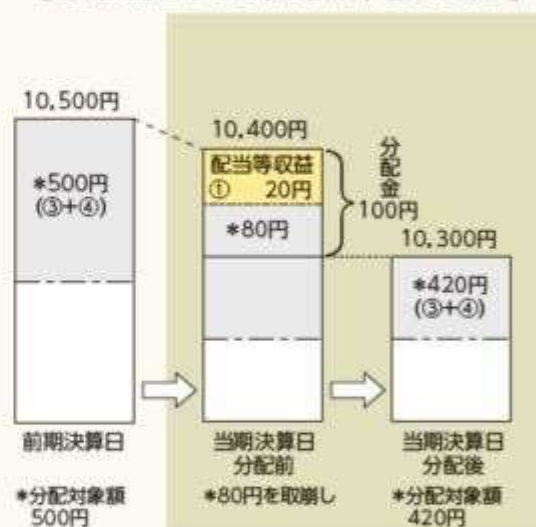 10,500円
*500円
(③+④)
10,400円
配当等収益
① 20円
*80円
分配金
100円
10,300円
*420円
(③+④)
前期決算日
当期決算日
分配前
当期決算日
分配後
*分配対象額
500円
*80円を取崩し
*分配対象額
420円